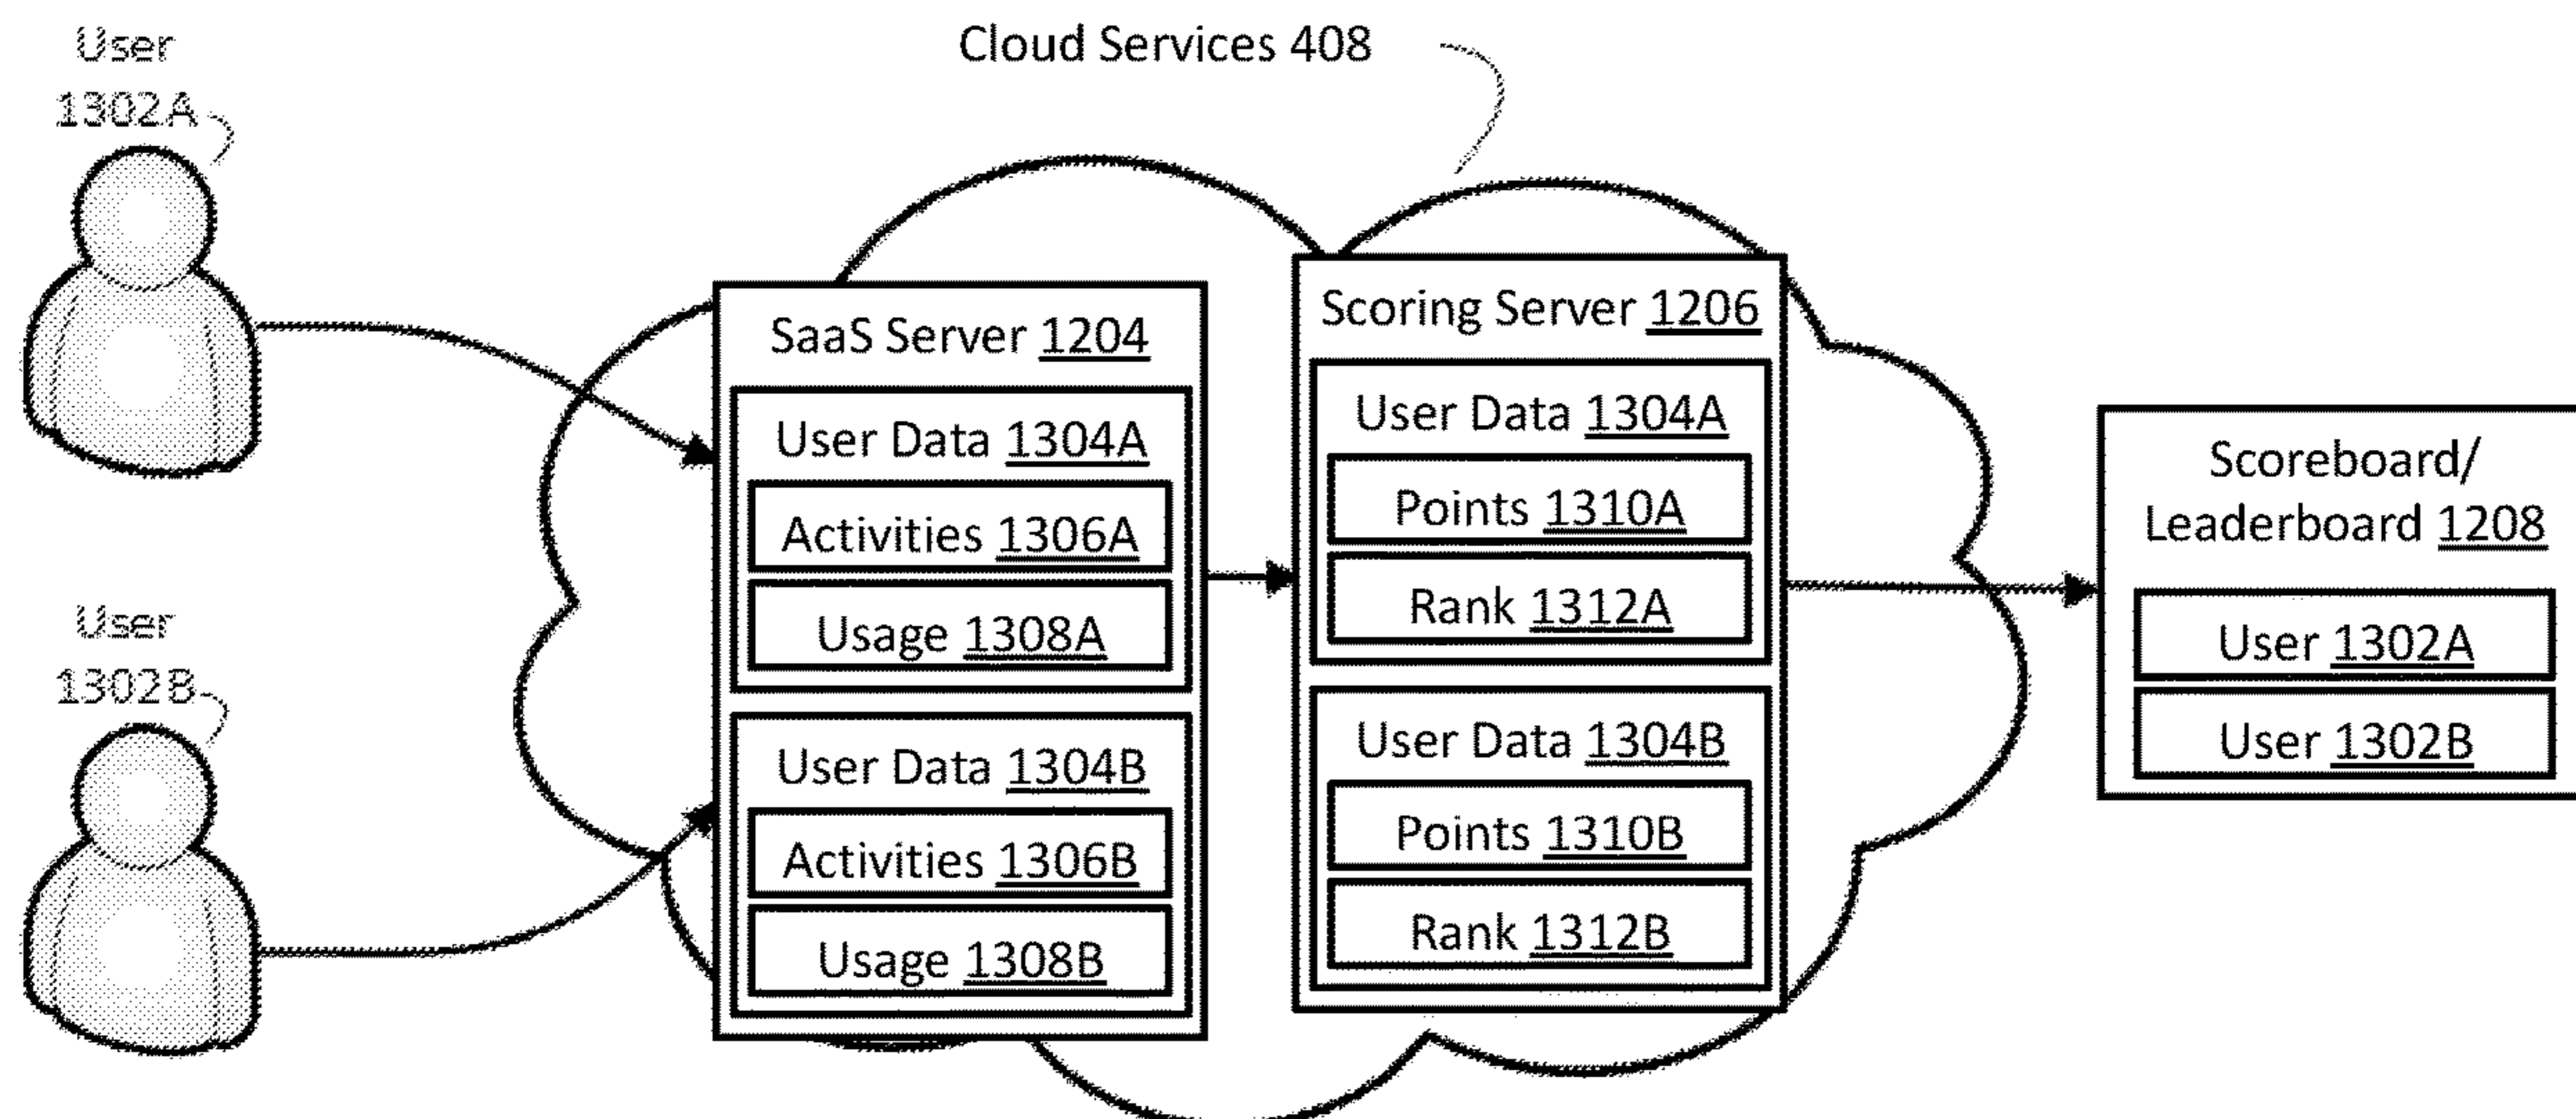 User
1302A
Cloud Services 408
SaaS Server 1204
User Data 1304A
Activities 1306A
Usage 1308A
User Data 1304B
Activities 1306B
Usage 1308B
Scoring Server 1206
User Data 1304A
Points 1310A
Rank 1312A
User Data 1304B
Points 1310B
Rank 1312B
Scoreboard/
Leaderboard 1208
User 1302A
User 1302B
User
1302B